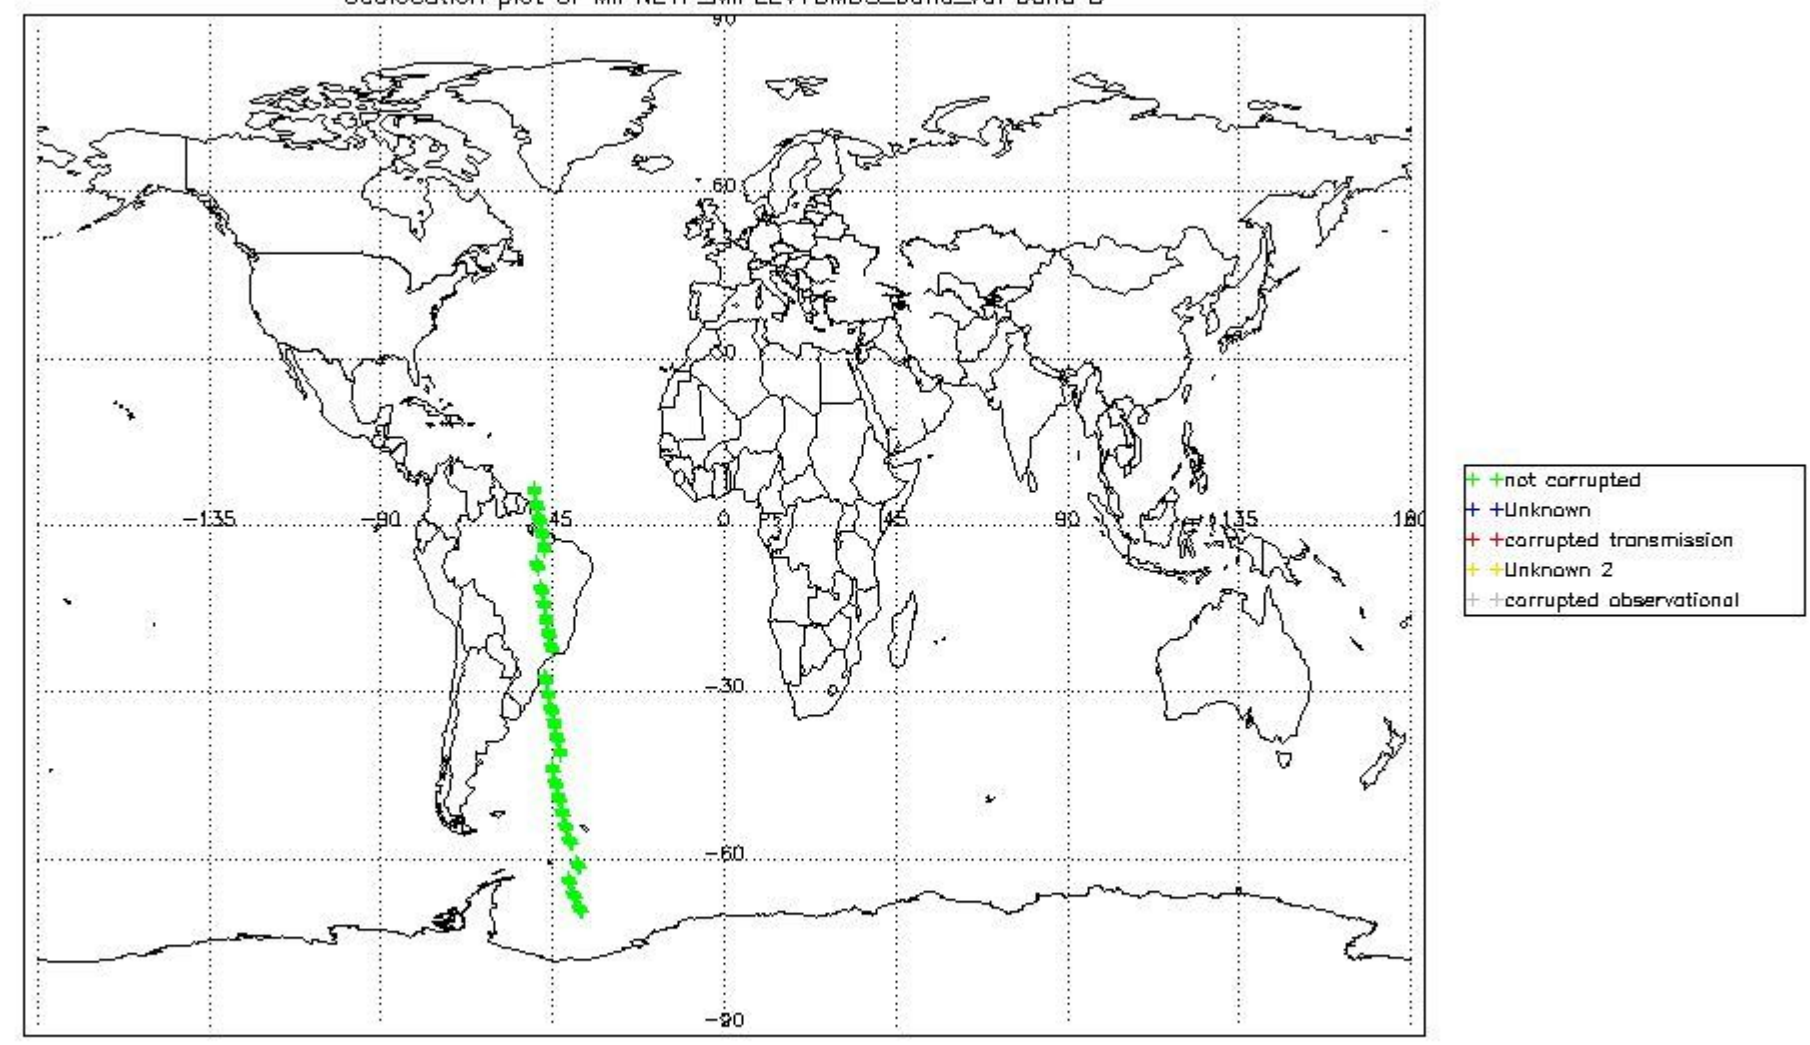 90
60
30
-135
-90
-45
0
45
90
135
180
-30
-60
-90
not corrupted
Unknown
corrupted transmission
Unknown 2
corrupted observational